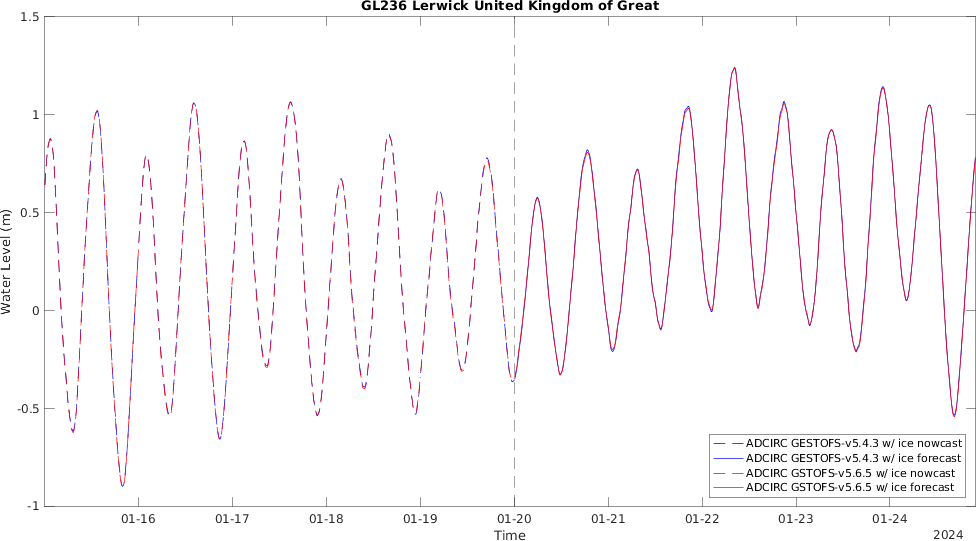 GL236 Lerwick United Kingdom of Great
1.5
1
0.5
0
-0.5
-1
Water Level (m)
01-16 01-17 01-18 01-19 01-20 01-21 01-22 01-23 01-24
Time
2024
ADCIRC GESTOFS-v5.4.3 w/ ice nowcast
ADCIRC GESTOFS-v5.4.3 w/ ice forecast
ADCIRC GSTOFS-v5.6.5 w/ ice nowcast
ADCIRC GSTOFS-v5.6.5 w/ ice forecast